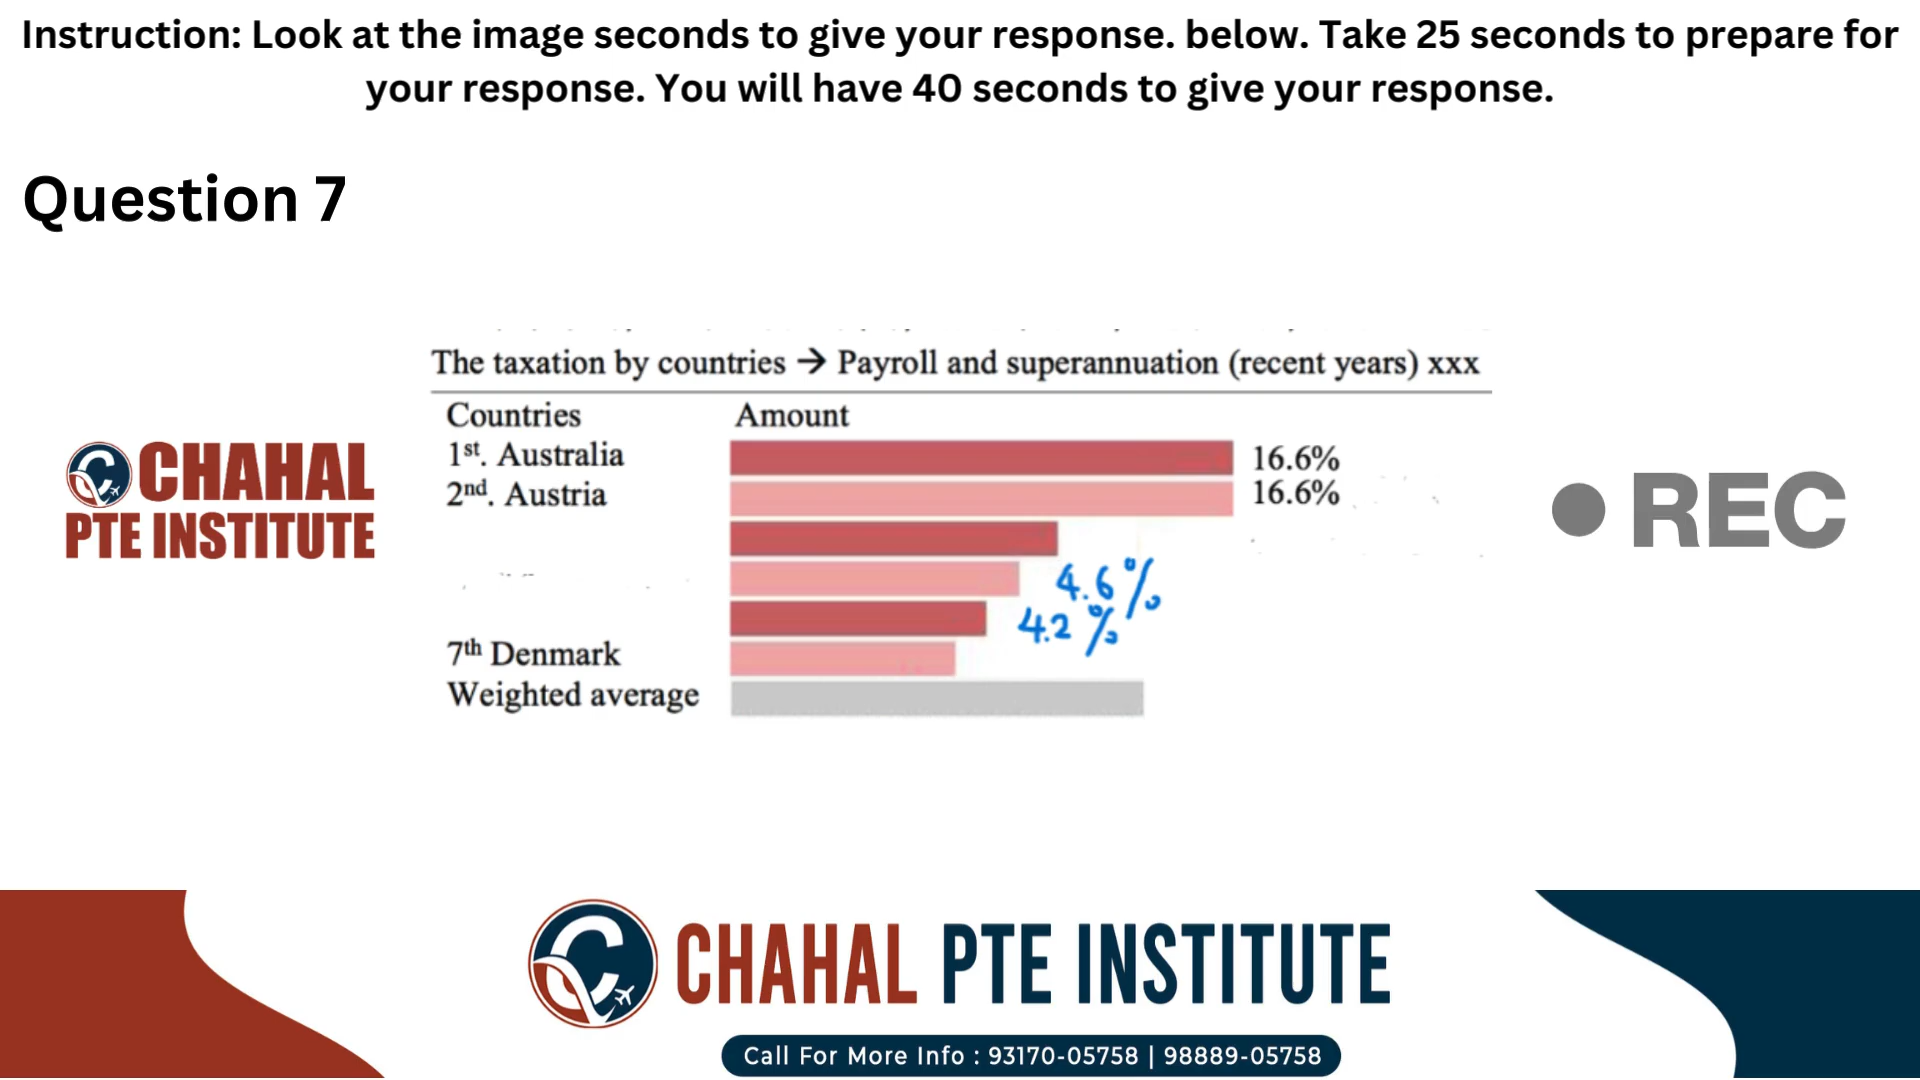 Instruction: Look at the image seconds to give your response. below. Take 25 seconds to prepare for
your response. You will have 40 seconds to give your response.
Question 7
The taxation by countries → Payroll and superannuation (recent years) xxx
Countries Amount
1st. Australia 16.6%
2nd. Austria 16.6%
4.6%
4.2%
7th Denmark
Weighted average
CHAHAL
PTE INSTITUTE
REC
CHAHAL PTE INSTITUTE
Call For More Info : 93170-05758 | 98889-05758